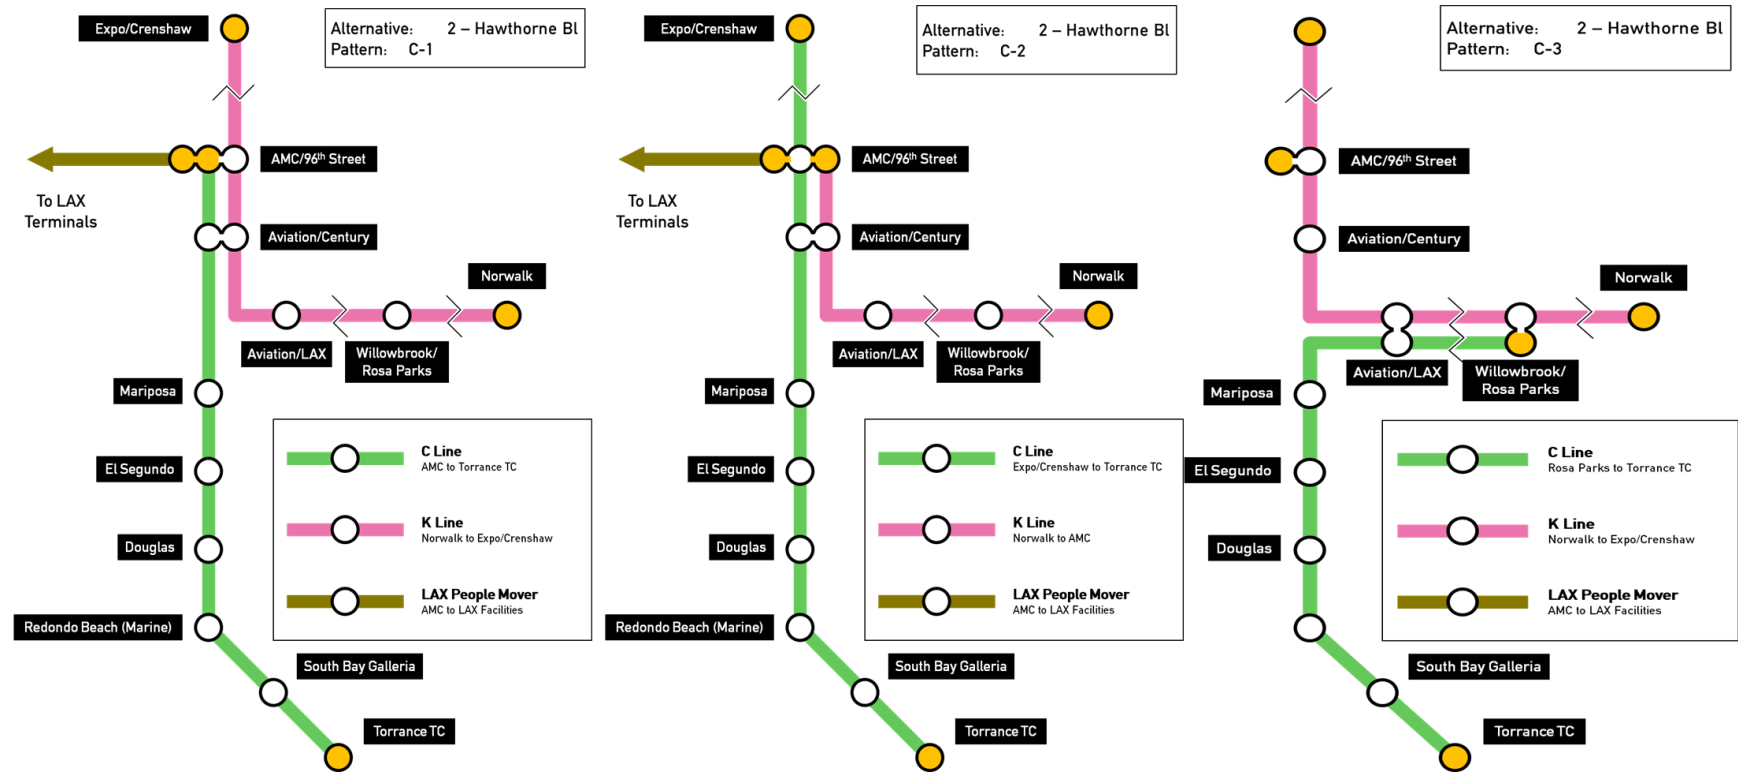 Expo/Crenshaw
Alternative: 2 – Hawthorne Bl
Pattern: C-1
AMC/96th Street
To LAX
Terminals
Aviation/Century
Norwalk
Aviation/LAX
Willowbrook/
Rosa Parks
Mariposa
El Segundo
Douglas
Redondo Beach (Marine)
South Bay Galleria
Torrance TC
C Line
AMC to Torrance TC
K Line
Norwalk to Expo/Crenshaw
LAX People Mover
AMC to LAX Facilities
Expo/Crenshaw
Alternative: 2 – Hawthorne Bl
Pattern: C-2
AMC/96th Street
To LAX
Terminals
Aviation/Century
Norwalk
Aviation/LAX
Willowbrook/
Rosa Parks
Mariposa
El Segundo
Douglas
Redondo Beach (Marine)
South Bay Galleria
Torrance TC
C Line
Expo/Crenshaw to Torrance TC
K Line
Norwalk to AMC
LAX People Mover
AMC to LAX Facilities
Alternative: 2 – Hawthorne Bl
Pattern: C-3
AMC/96th Street
Aviation/Century
Norwalk
Aviation/LAX
Willowbrook/
Rosa Parks
Mariposa
El Segundo
Douglas
South Bay Galleria
Torrance TC
C Line
Rosa Parks to Torrance TC
K Line
Norwalk to Expo/Crenshaw
LAX People Mover
AMC to LAX Facilities